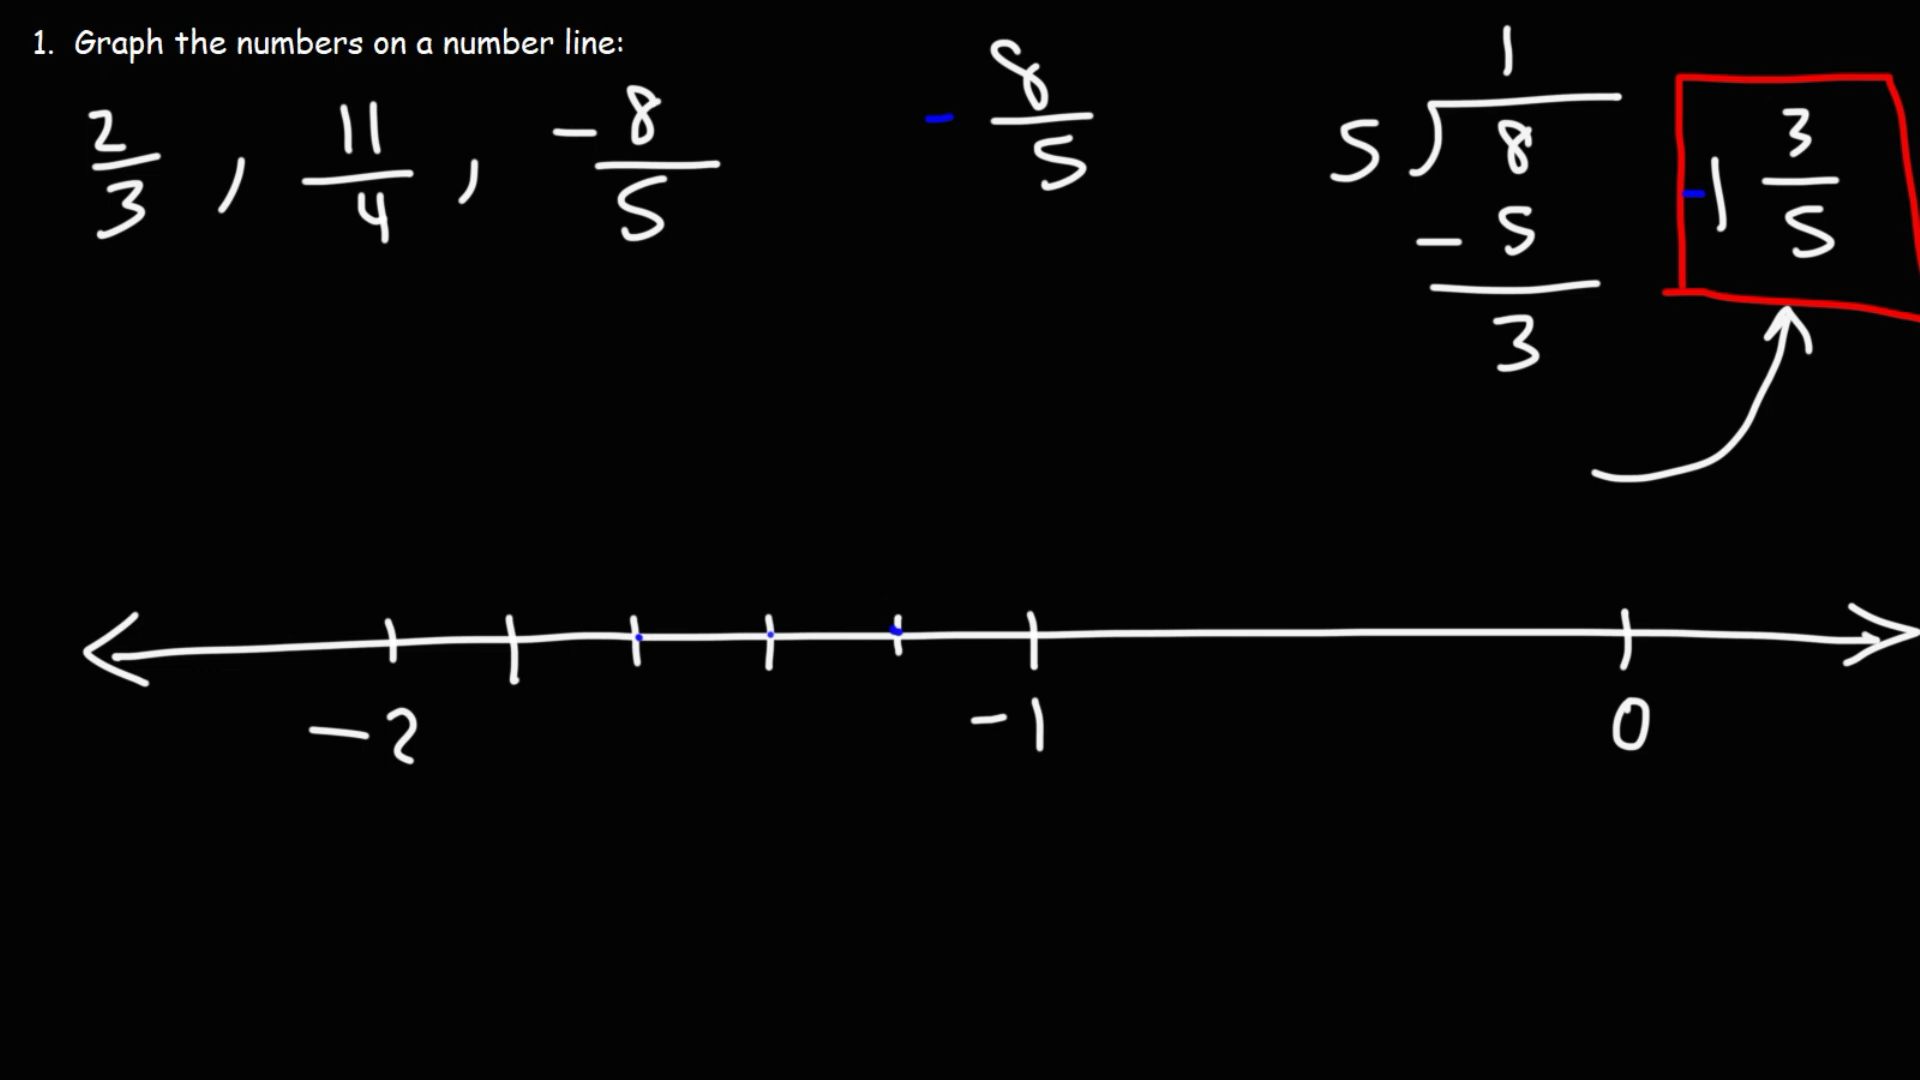 1. Graph the numbers on a number line:
2/3 , 11/4 , -8/5
- 8/5
1
5 ) 8
- 5
3
-1 3/5
-2 -1 0